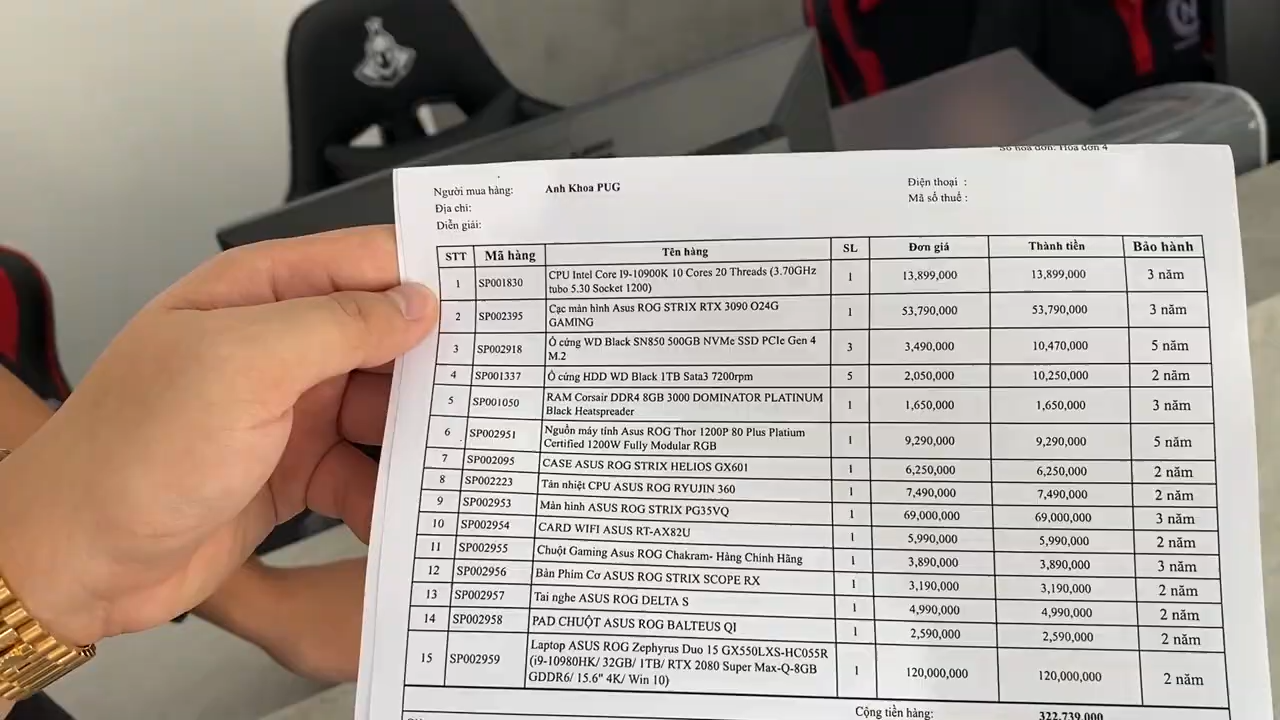 Số hóa đơn: Hóa đơn 4
Người mua hàng: Anh Khoa PUG Điện thoại :
Địa chỉ: Mã số thuế :
Diễn giải:
STT Mã hàng Tên hàng SL Đơn giá Thành tiền Bảo hành
1 SP001830 CPU Intel Core I9-10900K 10 Cores 20 Threads (3.70GHz 1 13,899,000 13,899,000 3 năm
tubo 5.30 Socket 1200)
2 SP002395 Cạc màn hình Asus ROG STRIX RTX 3090 O24G 1 53,790,000 53,790,000 3 năm
GAMING
3 SP002918 Ổ cứng WD Black SN850 500GB NVMe SSD PCIe Gen 4 3 3,490,000 10,470,000 5 năm
M.2
4 SP001337 Ổ cứng HDD WD Black 1TB Sata3 7200rpm 5 2,050,000 10,250,000 2 năm
5 SP001050 RAM Corsair DDR4 8GB 3000 DOMINATOR PLATINUM 1 1,650,000 1,650,000 3 năm
Black Heatspreader
6 SP002951 Nguồn máy tính Asus ROG Thor 1200P 80 Plus Platium 1 9,290,000 9,290,000 5 năm
Certified 1200W Fully Modular RGB
7 SP002095 CASE ASUS ROG STRIX HELIOS GX601 1 6,250,000 6,250,000 2 năm
8 SP002223 Tản nhiệt CPU ASUS ROG RYUJIN 360 1 7,490,000 7,490,000 2 năm
9 SP002953 Màn hình ASUS ROG STRIX PG35VQ 1 69,000,000 69,000,000 3 năm
10 SP002954 CARD WIFI ASUS RT-AX82U 1 5,990,000 5,990,000 2 năm
11 SP002955 Chuột Gaming Asus ROG Chakram- Hàng Chính Hãng 1 3,890,000 3,890,000 3 năm
12 SP002956 Bàn Phím Cơ ASUS ROG STRIX SCOPE RX 1 3,190,000 3,190,000 2 năm
13 SP002957 Tai nghe ASUS ROG DELTA S 1 4,990,000 4,990,000 2 năm
14 SP002958 PAD CHUỘT ASUS ROG BALTEUS QI 1 2,590,000 2,590,000 2 năm
15 SP002959 Laptop ASUS ROG Zephyrus Duo 15 GX550LXS-HC055R 1 120,000,000 120,000,000 2 năm
(i9-10980HK/ 32GB/ 1TB/ RTX 2080 Super Max-Q-8GB
GDDR6/ 15.6" 4K/ Win 10)
Cộng tiền hàng: 322,739,000